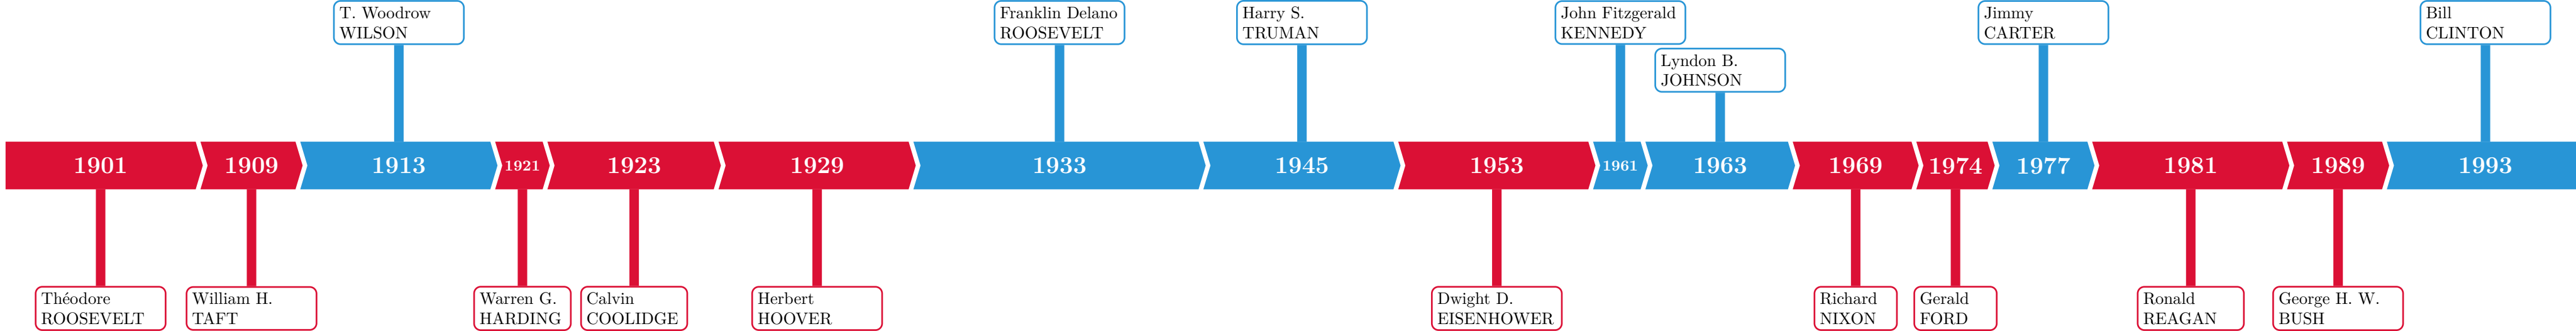 T. Woodrow
WILSON
Franklin Delano
ROOSEVELT
Harry S.
TRUMAN
John Fitzgerald
KENNEDY
Lyndon B.
JOHNSON
Jimmy
CARTER
Bill
CLINTON
1901
1909
1913
1921
1923
1929
1933
1945
1953
1961
1963
1969
1974
1977
1981
1989
1993
Théodore
ROOSEVELT
William H.
TAFT
Warren G.
HARDING
Calvin
COOLIDGE
Herbert
HOOVER
Dwight D.
EISENHOWER
Richard
NIXON
Gerald
FORD
Ronald
REAGAN
George H. W.
BUSH